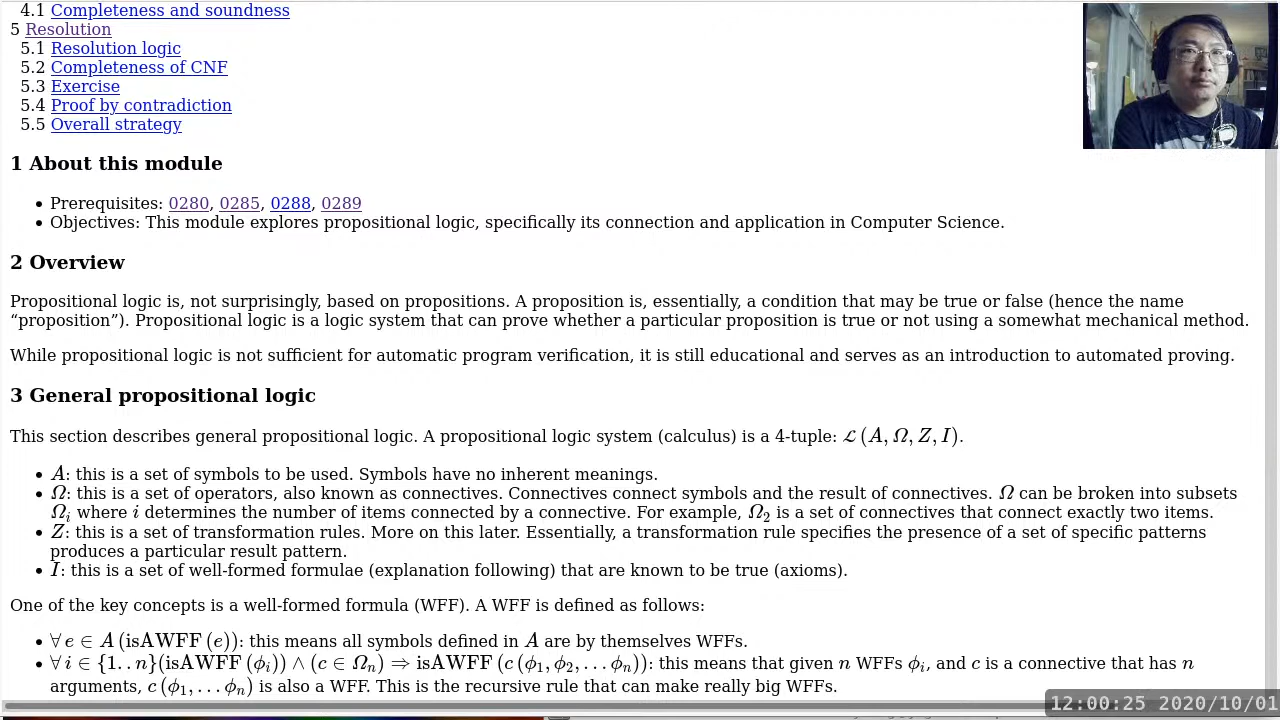 4.1 Completeness and soundness
5 Resolution
5.1 Resolution logic
5.2 Completeness of CNF
5.3 Exercise
5.4 Proof by contradiction
5.5 Overall strategy
1 About this module
• Prerequisites: 0280, 0285, 0288, 0289
• Objectives: This module explores propositional logic, specifically its connection and application in Computer Science.
2 Overview
Propositional logic is, not surprisingly, based on propositions. A proposition is, essentially, a condition that may be true or false (hence the name
“proposition”). Propositional logic is a logic system that can prove whether a particular proposition is true or not using a somewhat mechanical method.
While propositional logic is not sufficient for automatic program verification, it is still educational and serves as an introduction to automated proving.
3 General propositional logic
This section describes general propositional logic. A propositional logic system (calculus) is a 4-tuple: ℒ (A, Ω, Z, I).
• A: this is a set of symbols to be used. Symbols have no inherent meanings.
• Ω: this is a set of operators, also known as connectives. Connectives connect symbols and the result of connectives. Ω can be broken into subsets
Ωᵢ where i determines the number of items connected by a connective. For example, Ω₂ is a set of connectives that connect exactly two items.
• Z: this is a set of transformation rules. More on this later. Essentially, a transformation rule specifies the presence of a set of specific patterns
produces a particular result pattern.
• I: this is a set of well-formed formulae (explanation following) that are known to be true (axioms).
One of the key concepts is a well-formed formula (WFF). A WFF is defined as follows:
• ∀ e ∈ A (isAWFF (e)): this means all symbols defined in A are by themselves WFFs.
• ∀ i ∈ {1..n}(isAWFF (ϕᵢ)) ∧ (c ∈ Ωₙ) ⇒ isAWFF (c (ϕ₁, ϕ₂, … ϕₙ)): this means that given n WFFs ϕᵢ, and c is a connective that has n
arguments, c (ϕ₁, … ϕₙ) is also a WFF. This is the recursive rule that can make really big WFFs.
12:00:25 2020/10/01